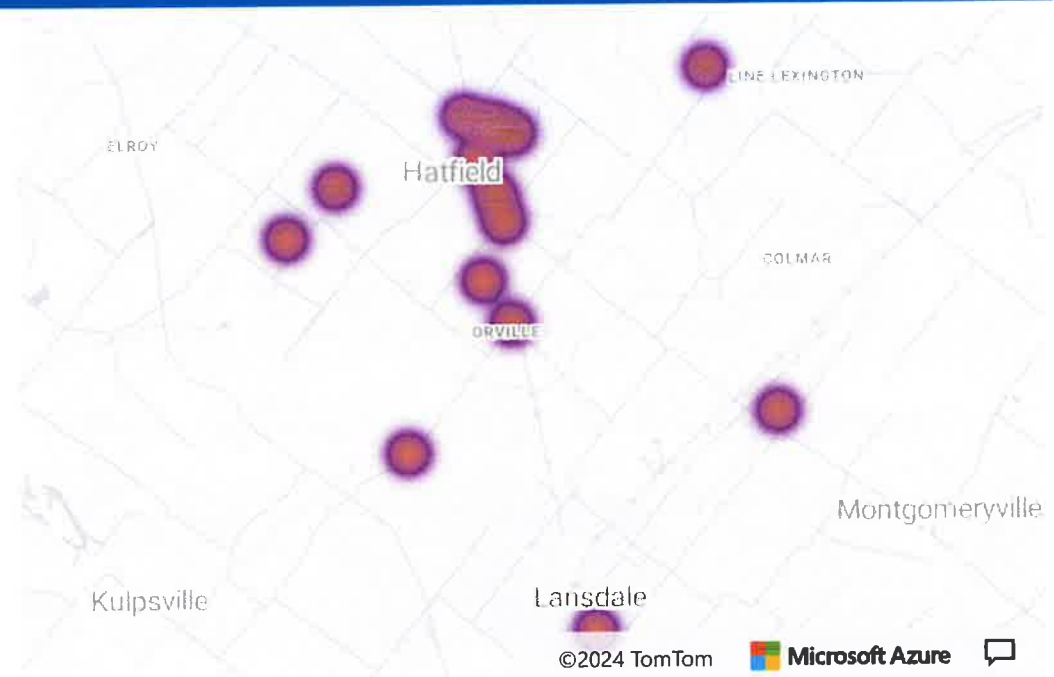 LINE LEXINGTON
ELROY
Hatfield
COLMAR
ORVILLE
Montgomeryville
Kulpsville
Lansdale
©2024 TomTom
Microsoft Azure